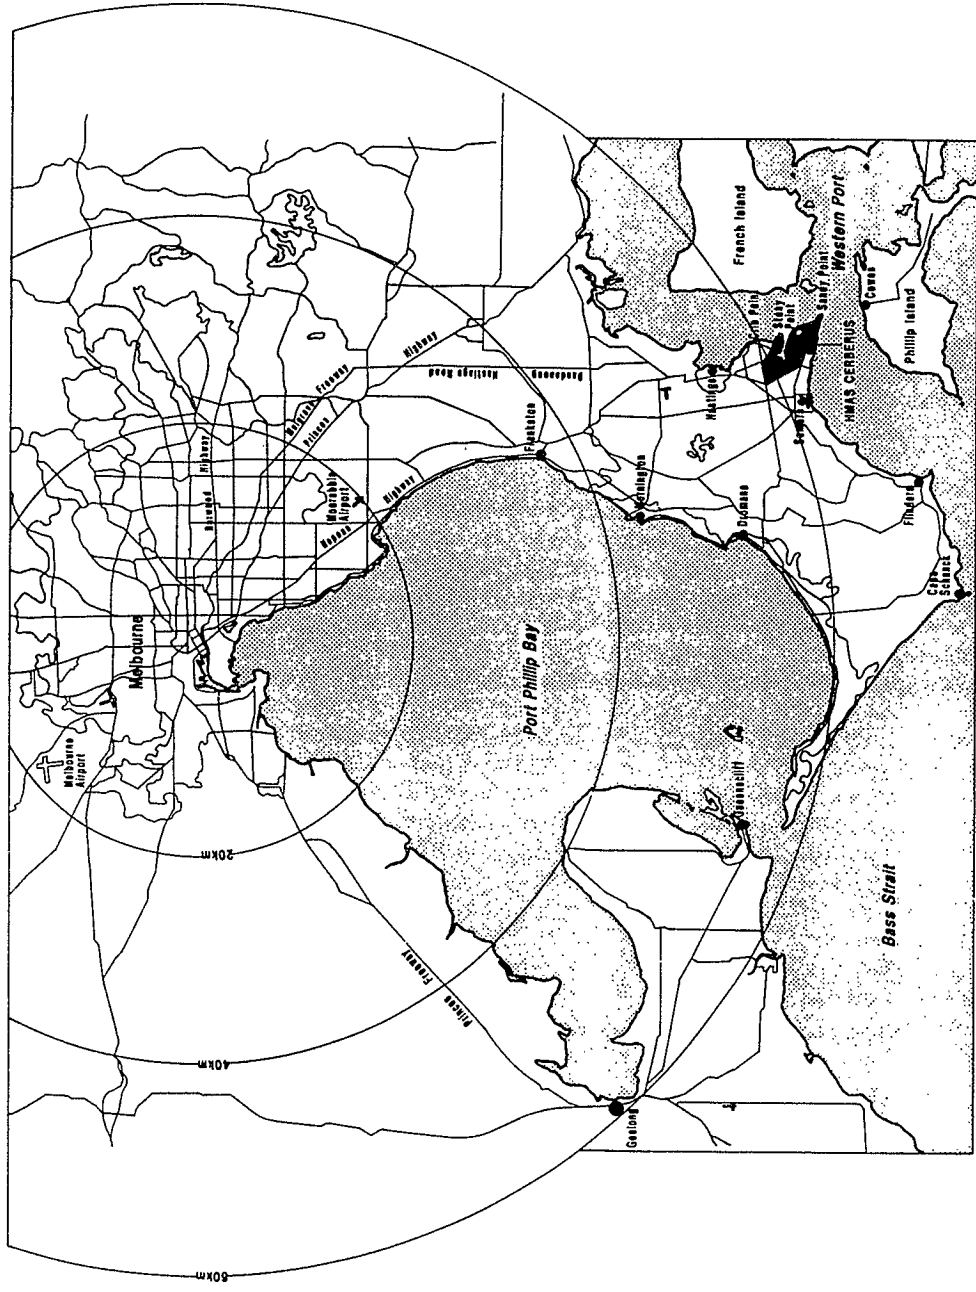 Melbourne
Airport
Melbourne
20km
40km
60km
Burwood
Highway
Mulgrave Freeway
Princes
Highway
Moorabbin
Airport
Nepean
Highway
Hastings Road
Dandenong
Frankston
Port Phillip Bay
Princes
Freeway
Geelong
Queenscliff
Mornington
Dromana
Hastings
French Island
Stony
Point
Sandy Point
Western Port
HMAS CERBERUS
Cowes
Phillip Island
Flinders
Cape
Schanck
Bass Strait